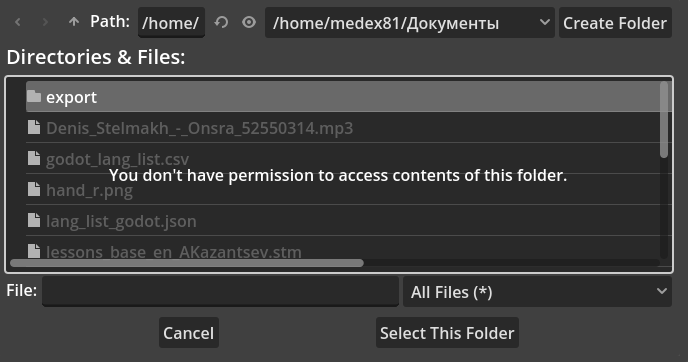 Path: /home/ /home/medex81/Документы Create Folder
Directories & Files:
export
Denis_Stelmakh_-_Onsra_52550314.mp3
godot_lang_list.csv
You don't have permission to access contents of this folder.
hand_r.png
lang_list_godot.json
lessons_base_en_AKazantsev.stm
File: All Files (*)
Cancel Select This Folder